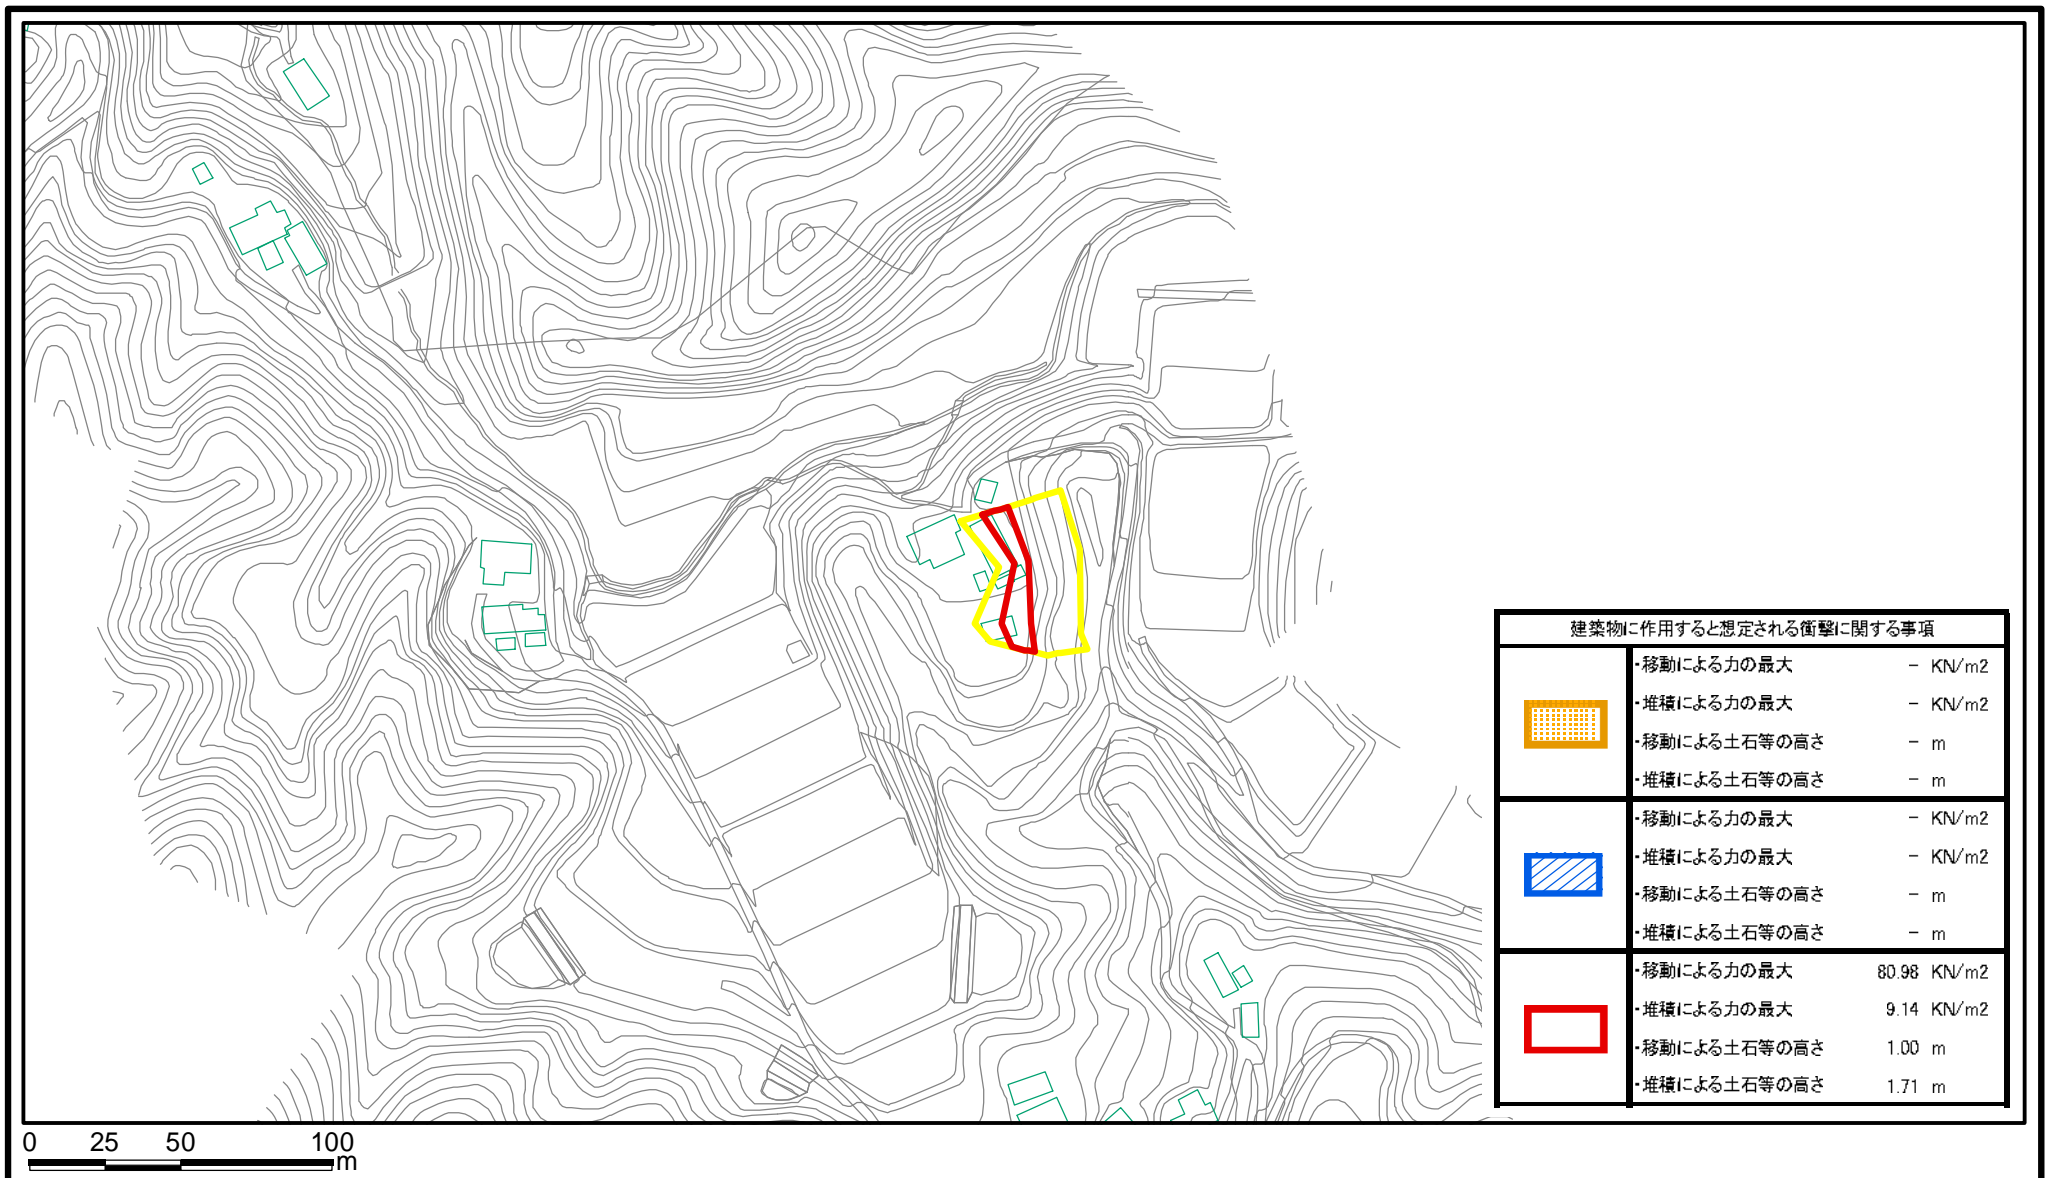 建築物に作用すると想定される衝撃に関する事項
・移動による力の最大 - KN/m2
・堆積による力の最大 - KN/m2
・移動による土石等の高さ - m
・堆積による土石等の高さ - m
・移動による力の最大 - KN/m2
・堆積による力の最大 - KN/m2
・移動による土石等の高さ - m
・堆積による土石等の高さ - m
・移動による力の最大 80.98 KN/m2
・堆積による力の最大 9.14 KN/m2
・移動による土石等の高さ 1.00 m
・堆積による土石等の高さ 1.71 m
0 25 50 100
m